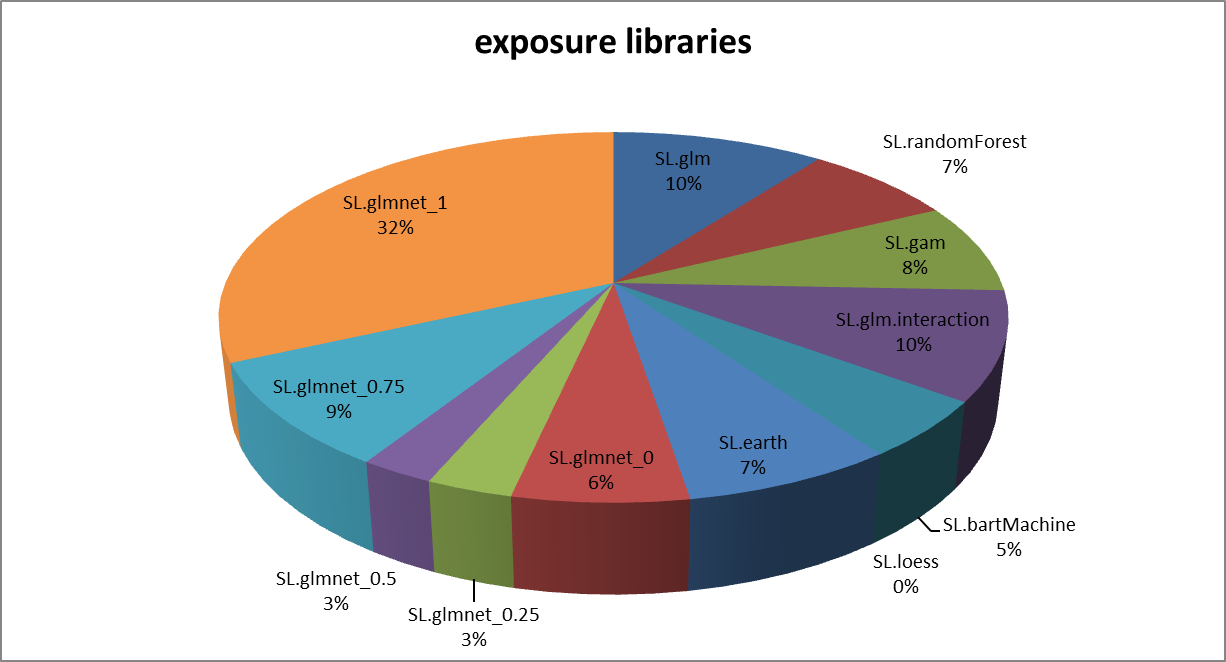 exposure libraries
SL.glm
10%
SL.randomForest
7%
SL.gam
8%
SL.glm.interaction
10%
SL.bartMachine
5%
SL.loess
0%
SL.earth
7%
SL.glmnet_0
6%
SL.glmnet_0.25
3%
SL.glmnet_0.5
3%
SL.glmnet_0.75
9%
SL.glmnet_1
32%